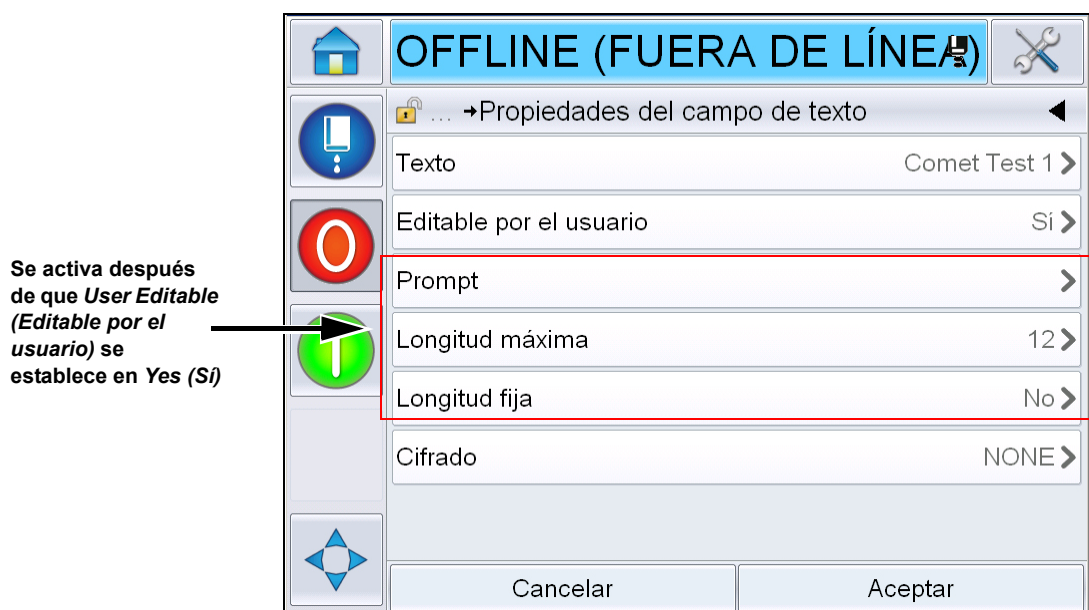 OFFLINE (FUERA DE LÍNEA)
... →Propiedades del campo de texto
Texto Comet Test 1
Editable por el usuario Sí
Prompt
Longitud máxima 12
Longitud fija No
Cifrado NONE
Cancelar Aceptar
Se activa después
de que User Editable
(Editable por el
usuario) se
establece en Yes (Sí)